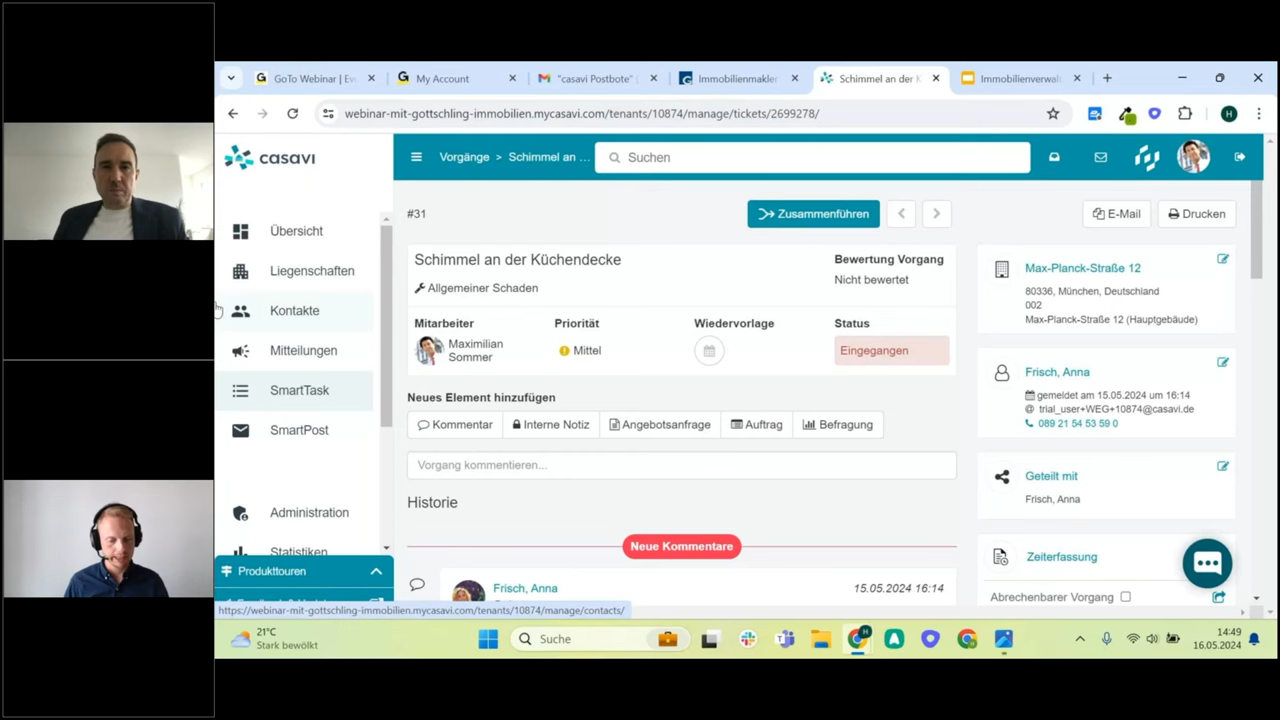 GoTo Webinar | Ev
My Account
"casavi Postbote"
Immobilienmakler
Schimmel an der K
Immobilienverwal
webinar-mit-gottschling-immobilien.mycasavi.com/tenants/10874/manage/tickets/2699278/
H
casavi
Vorgänge > Schimmel an ...
Suchen
Übersicht
Liegenschaften
Kontakte
Mitteilungen
SmartTask
SmartPost
Administration
Statistiken
Produkttouren
#31
Zusammenführen
E-Mail
Drucken
Schimmel an der Küchendecke
Allgemeiner Schaden
Bewertung Vorgang
Nicht bewertet
Mitarbeiter
Maximilian
Sommer
Priorität
Mittel
Wiedervorlage
Status
Eingegangen
Neues Element hinzufügen
Kommentar
Interne Notiz
Angebotsanfrage
Auftrag
Befragung
Vorgang kommentieren...
Historie
Neue Kommentare
Frisch, Anna
15.05.2024 16:14
Max-Planck-Straße 12
80336, München, Deutschland
002
Max-Planck-Straße 12 (Hauptgebäude)
Frisch, Anna
gemeldet am 15.05.2024 um 16:14
@ trial_user+WEG+10874@casavi.de
089 21 54 53 59 0
Geteilt mit
Frisch, Anna
Zeiterfassung
Abrechenbarer Vorgang
https://webinar-mit-gottschling-immobilien.mycasavi.com/tenants/10874/manage/contacts/
21°C
Stark bewölkt
Suche
14:49
16.05.2024